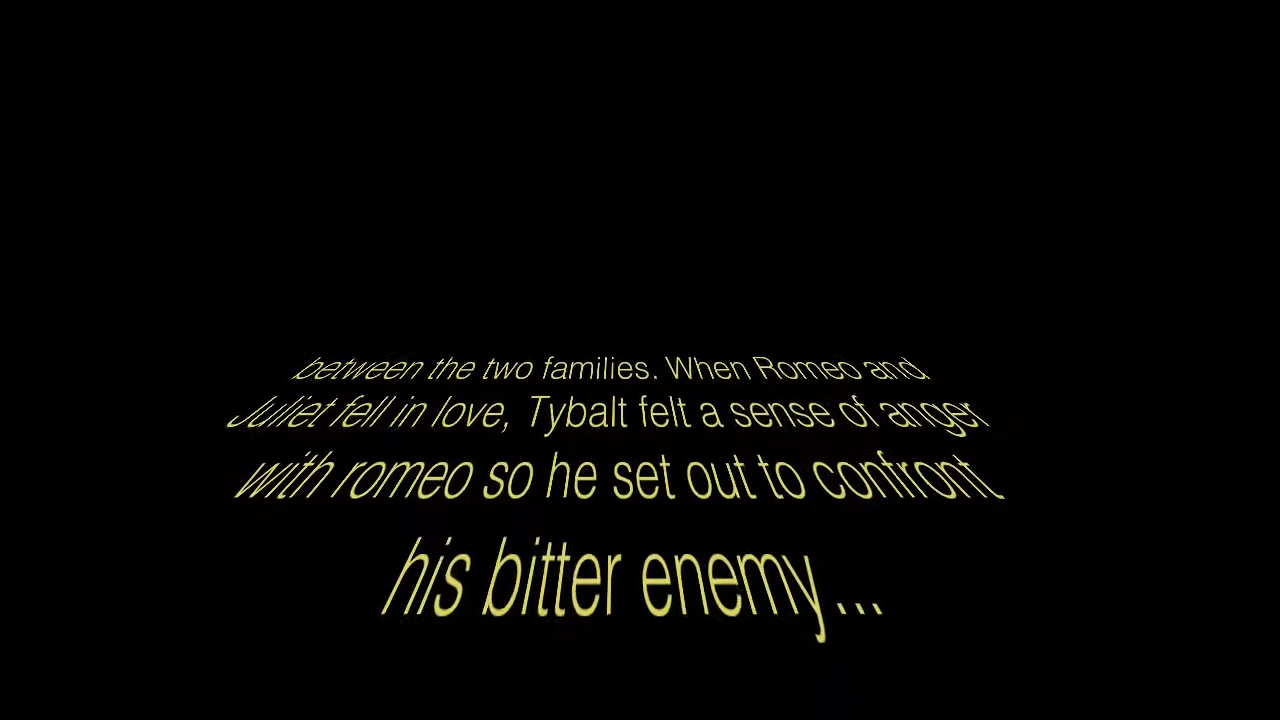 between the two families. When Romeo and
Juliet fell in love, Tybalt felt a sense of anger
with romeo so he set out to confront
his bitter enemy...